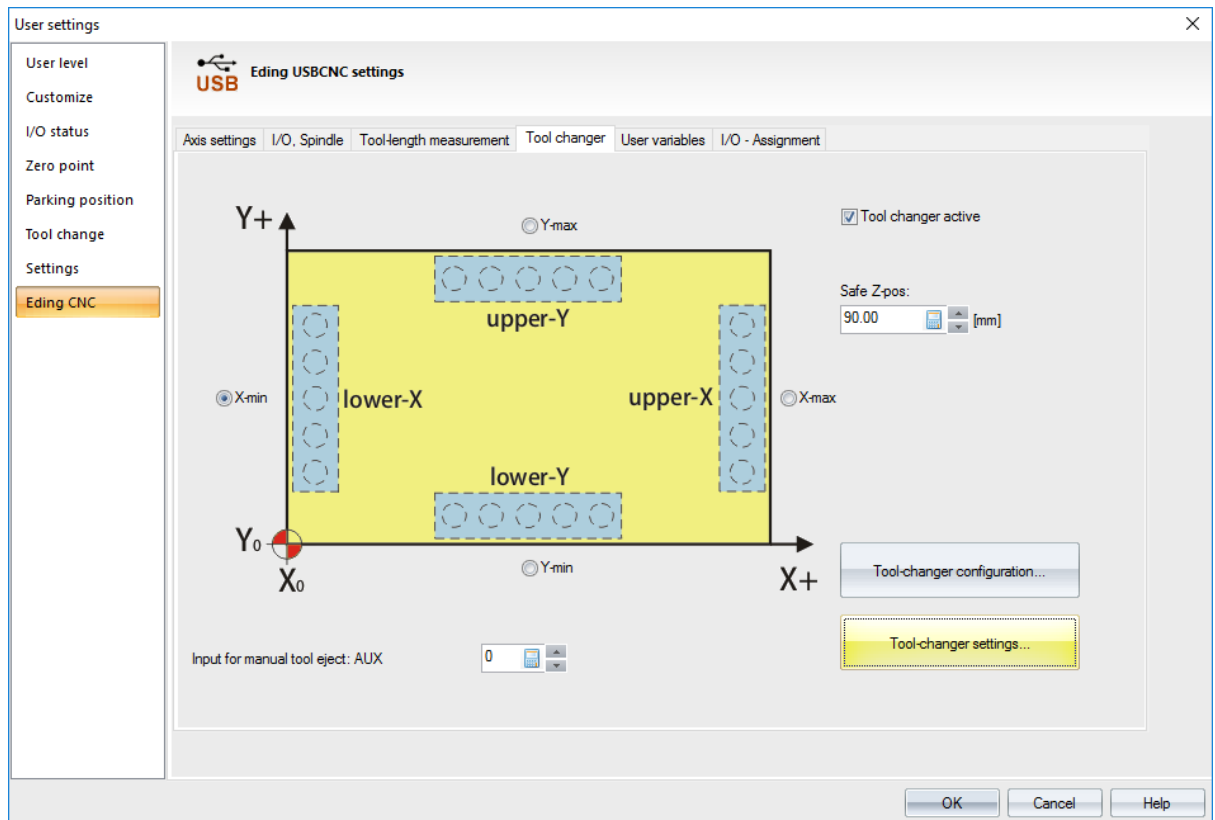 User settings
User level
Customize
I/O status
Zero point
Parking position
Tool change
Settings
Eding CNC
USB
Eding USBCNC settings
Axis settings
I/O, Spindle
Tool-length measurement
Tool changer
User variables
I/O - Assignment
Y+
Y-max
Tool changer active
upper-Y
Safe Z-pos:
90.00
[mm]
X-min
lower-X
upper-X
X-max
lower-Y
Y0
X0
Y-min
X+
Tool-changer configuration...
Tool-changer settings...
Input for manual tool eject: AUX
0
OK
Cancel
Help